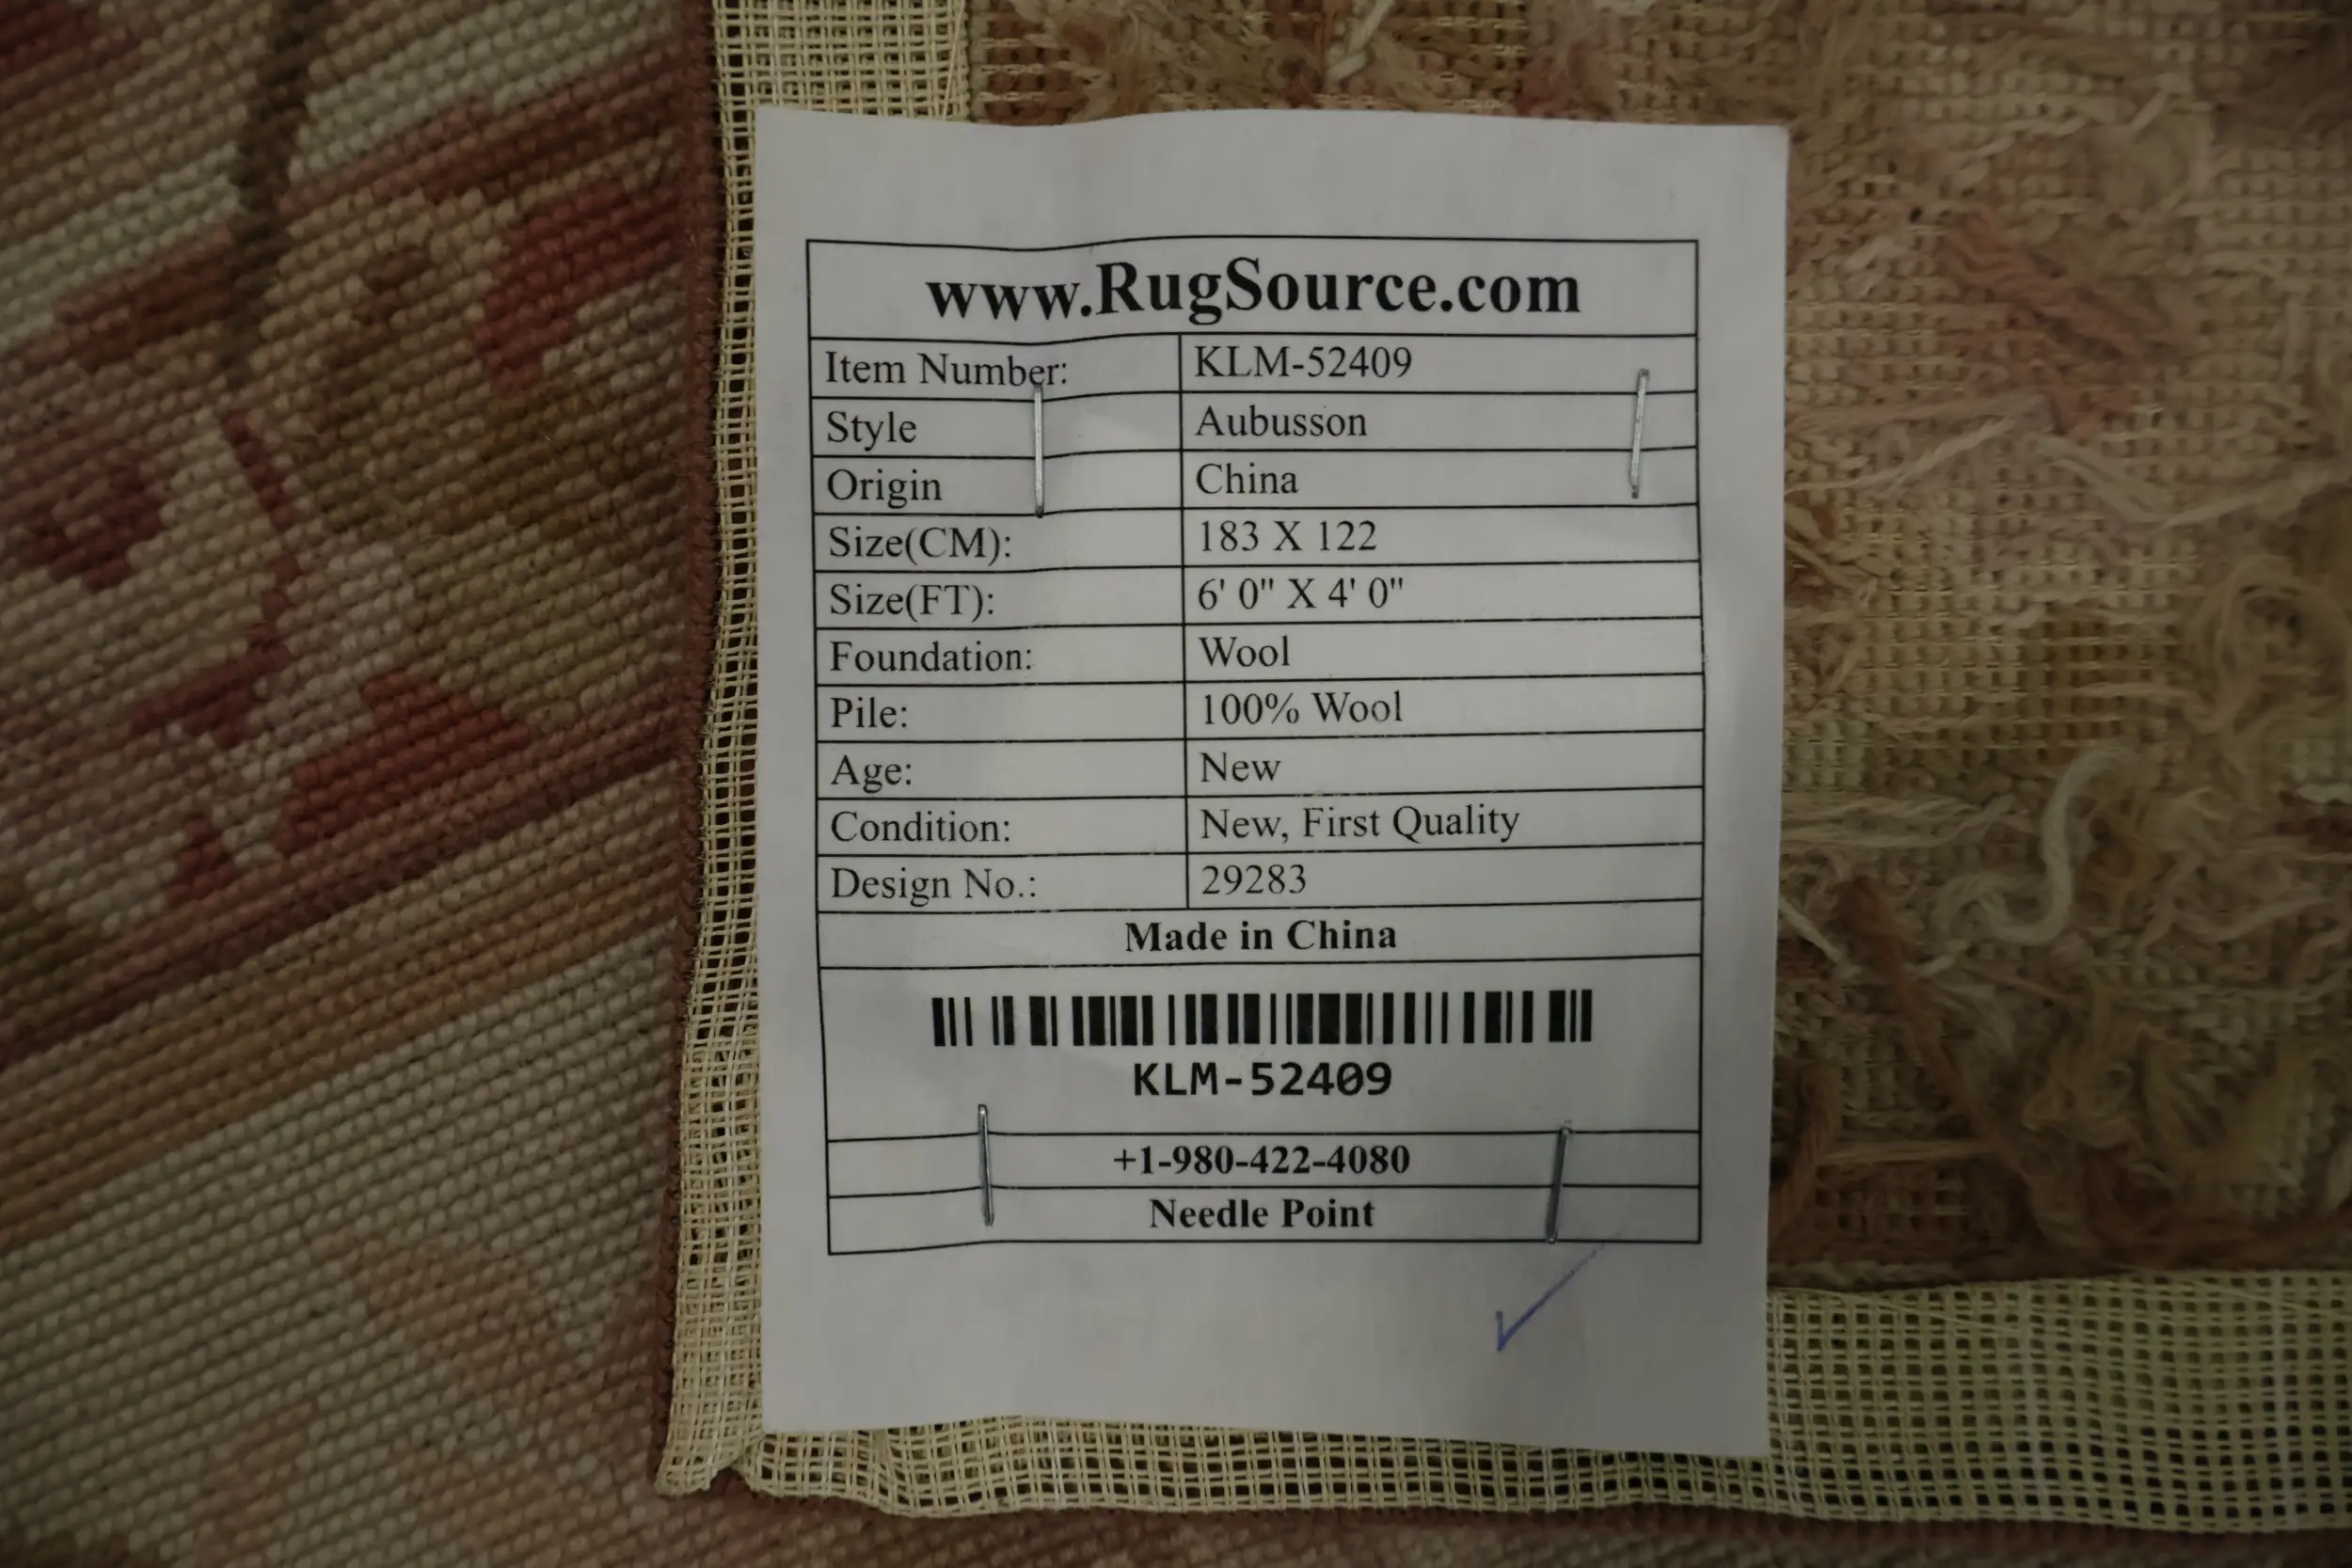 www.RugSource.com
Item Number: KLM-52409
Style Aubusson
Origin China
Size(CM): 183 X 122
Size(FT): 6' 0" X 4' 0"
Foundation: Wool
Pile: 100% Wool
Age: New
Condition: New, First Quality
Design No.: 29283
Made in China
KLM-52409
+1-980-422-4080
Needle Point